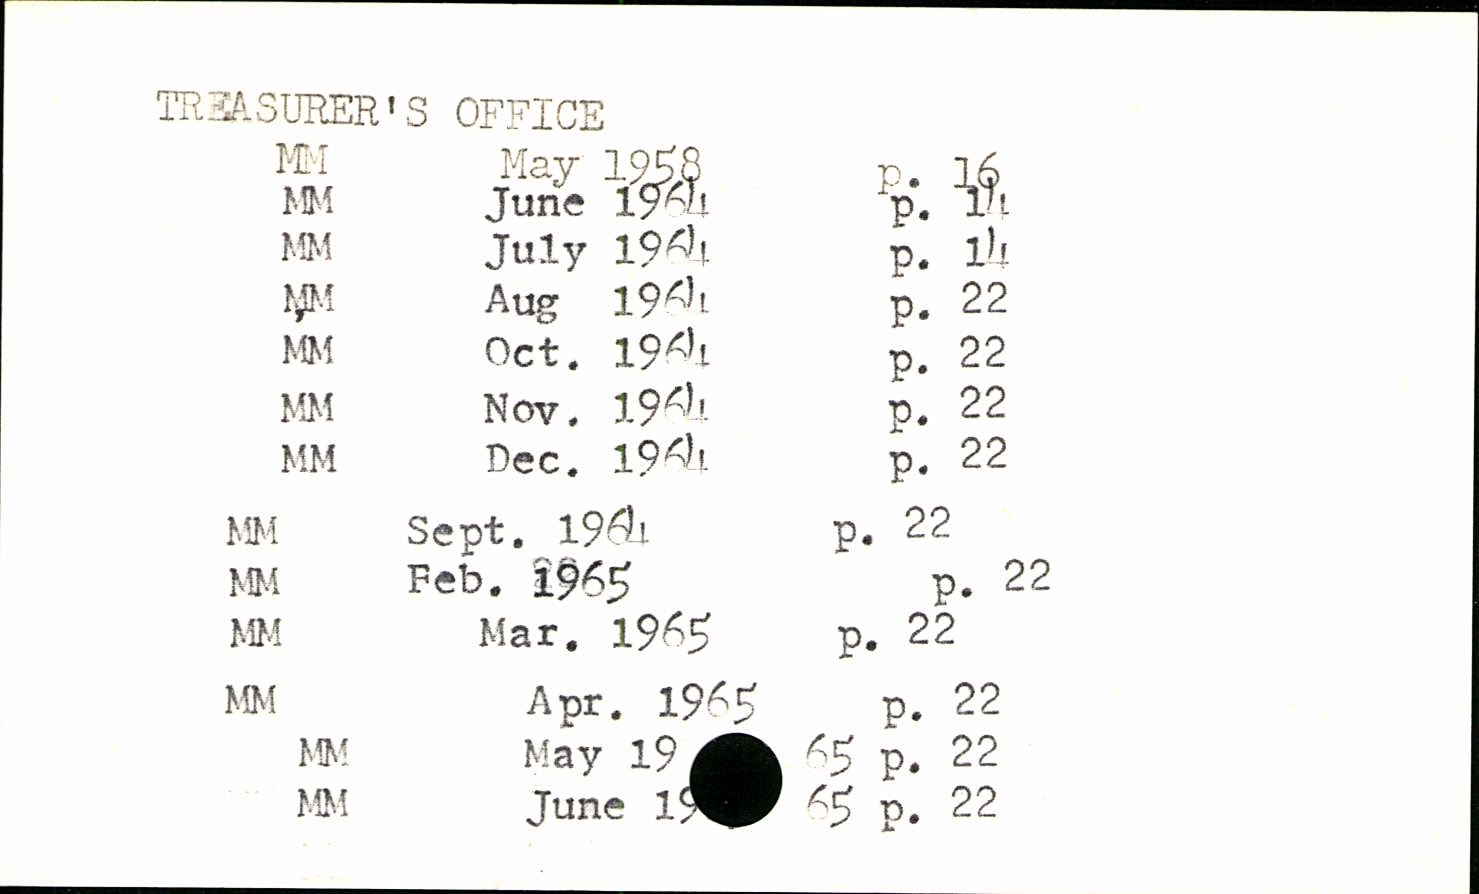 TREASURER'S OFFICE
MM May 1958 p. 16
MM June 1964 p. 14
MM July 1964 p. 14
MM Aug 1964 p. 22
MM Oct. 1964 p. 22
MM Nov. 1964 p. 22
MM Dec. 1964 p. 22
MM Sept. 1964 p. 22
MM Feb. 1965 p. 22
MM Mar. 1965 p. 22
MM Apr. 1965 p. 22
MM May 19 65 p. 22
MM June 19 65 p. 22